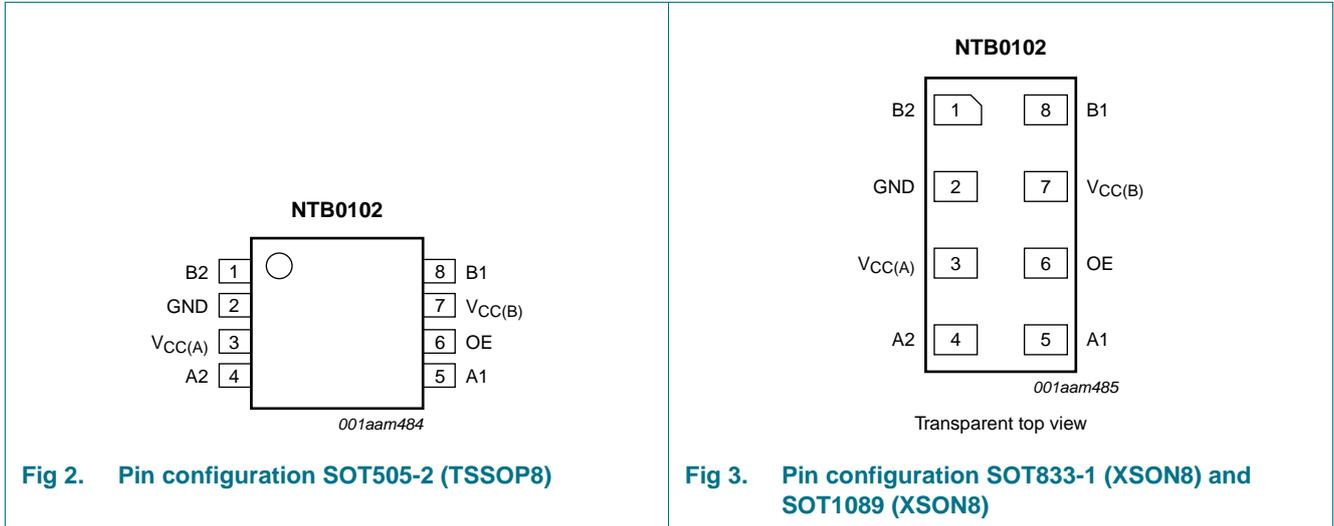 NTB0102
B2 1 8 B1
GND 2 7 VCC(B)
VCC(A) 3 6 OE
A2 4 5 A1
001aam484
Fig 2. Pin configuration SOT505-2 (TSSOP8)
NTB0102
B2 1 8 B1
GND 2 7 VCC(B)
VCC(A) 3 6 OE
A2 4 5 A1
001aam485
Transparent top view
Fig 3. Pin configuration SOT833-1 (XSON8) and
SOT1089 (XSON8)